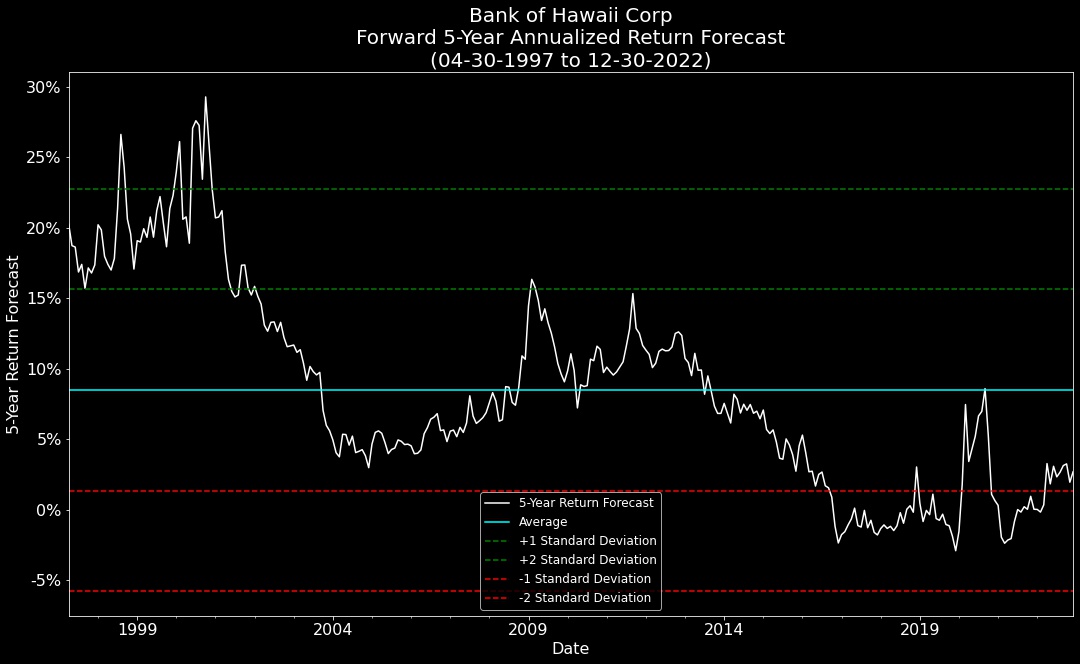 Bank of Hawaii Corp
Forward 5-Year Annualized Return Forecast
(04-30-1997 to 12-30-2022)
5-Year Return Forecast
30%
25%
20%
15%
10%
5%
0%
-5%
5-Year Return Forecast
Average
+1 Standard Deviation
+2 Standard Deviation
-1 Standard Deviation
-2 Standard Deviation
1999 2004 2009 2014 2019
Date